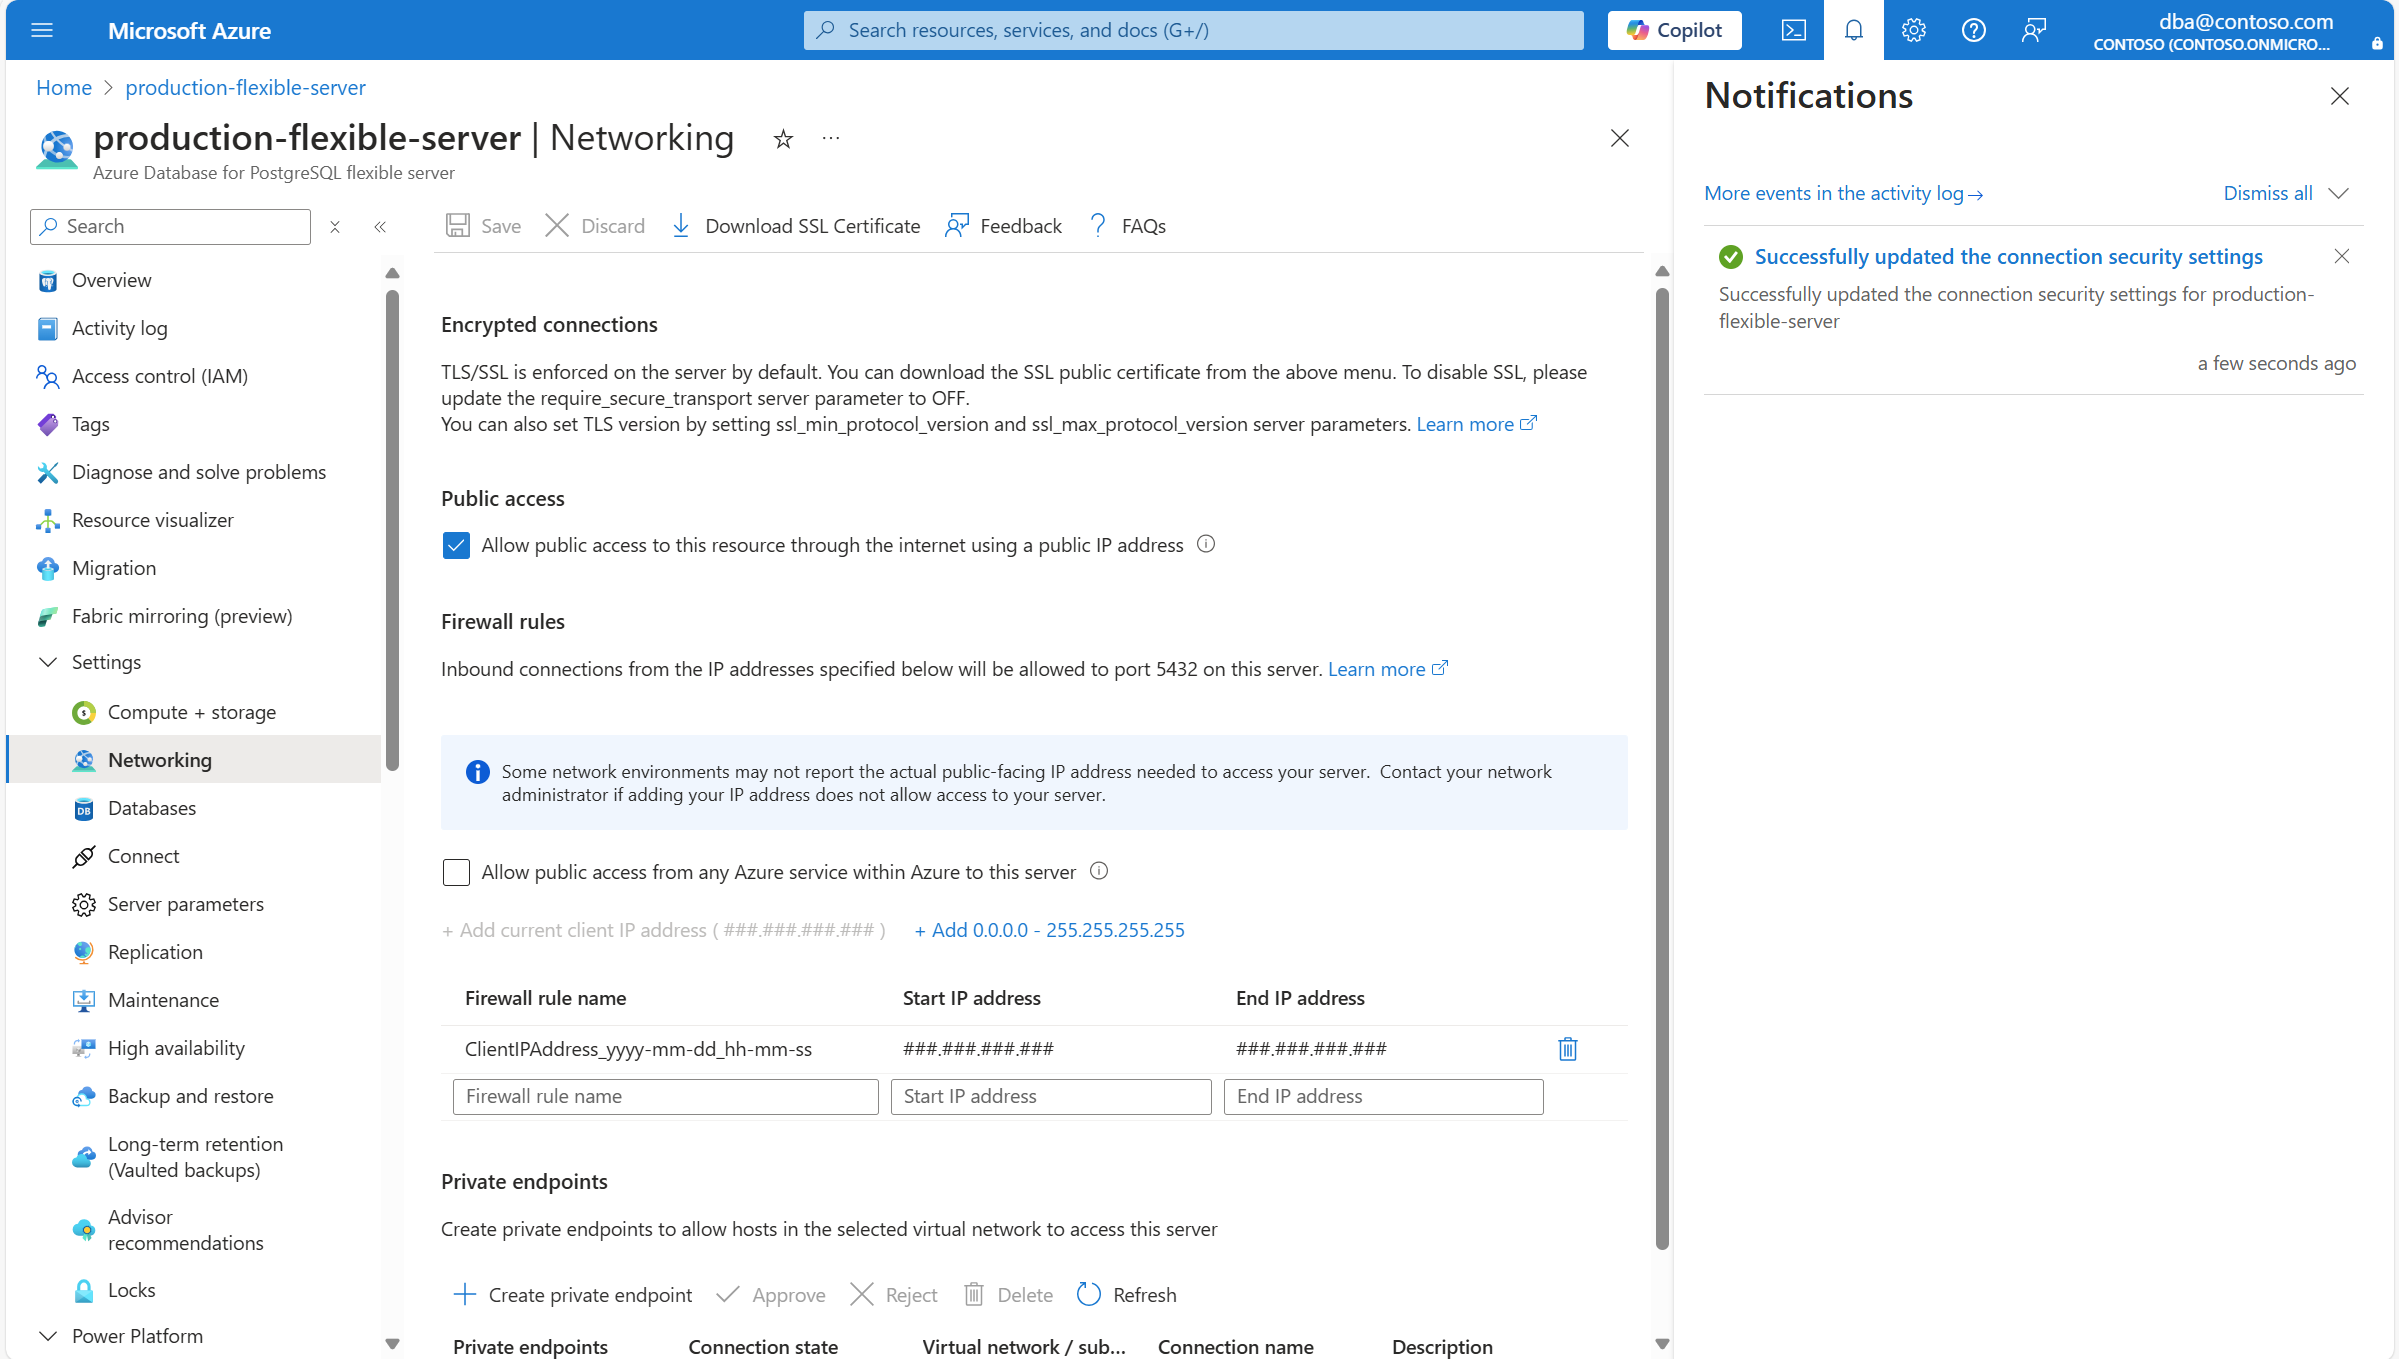 Microsoft Azure
Search resources, services, and docs (G+/)
Copilot
dba@contoso.com
CONTOSO (CONTOSO.ONMICRO...
Home > production-flexible-server
production-flexible-server | Networking
...
Azure Database for PostgreSQL flexible server
Search
Overview
Activity log
Access control (IAM)
Tags
Diagnose and solve problems
Resource visualizer
Migration
Fabric mirroring (preview)
Settings
Compute + storage
Networking
Databases
Connect
Server parameters
Replication
Maintenance
High availability
Backup and restore
Long-term retention
(Vaulted backups)
Advisor
recommendations
Locks
Power Platform
Save
Discard
Download SSL Certificate
Feedback
FAQs
Encrypted connections
TLS/SSL is enforced on the server by default. You can download the SSL public certificate from the above menu. To disable SSL, please
update the require_secure_transport server parameter to OFF.
You can also set TLS version by setting ssl_min_protocol_version and ssl_max_protocol_version server parameters. Learn more
Public access
Allow public access to this resource through the internet using a public IP address
Firewall rules
Inbound connections from the IP addresses specified below will be allowed to port 5432 on this server. Learn more
Some network environments may not report the actual public-facing IP address needed to access your server. Contact your network
administrator if adding your IP address does not allow access to your server.
Allow public access from any Azure service within Azure to this server
+ Add current client IP address ( ###.###.###.### )
+ Add 0.0.0.0 - 255.255.255.255
Firewall rule name
Start IP address
End IP address
ClientIPAddress_yyyy-mm-dd_hh-mm-ss
###.###.###.###
###.###.###.###
Firewall rule name
Start IP address
End IP address
Private endpoints
Create private endpoints to allow hosts in the selected virtual network to access this server
Create private endpoint
Approve
Reject
Delete
Refresh
Private endpoints
Connection state
Virtual network / sub...
Connection name
Description
Notifications
More events in the activity log→
Dismiss all
Successfully updated the connection security settings
Successfully updated the connection security settings for production-
flexible-server
a few seconds ago